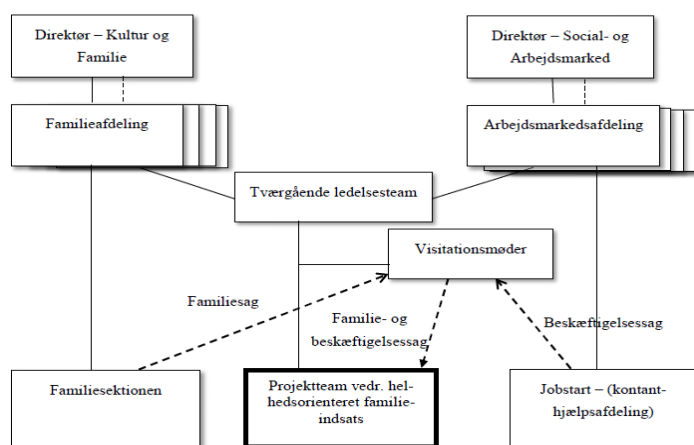 Direktør – Kultur og
Familie
Direktør – Social- og
Arbejdsmarked
Familieafdeling
Arbejdsmarkedsafdeling
Tværgående ledelsesteam
Visitationsmøder
Familiesag
Familie- og
beskæftigelsessag
Beskæftigelsessag
Familiesektionen
Projektteam vedr. hel-
hedsorienteret familie-
indsats
Jobstart – (kontant-
hjælpsafdeling)